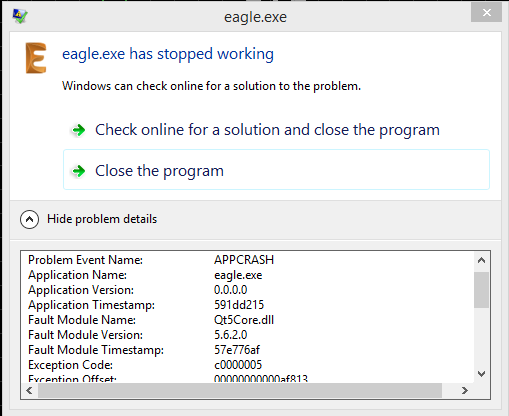 eagle.exe
eagle.exe has stopped working
Windows can check online for a solution to the problem.
Check online for a solution and close the program
Close the program
Hide problem details
Problem Event Name: APPCRASH
Application Name: eagle.exe
Application Version: 0.0.0.0
Application Timestamp: 591dd215
Fault Module Name: Qt5Core.dll
Fault Module Version: 5.6.2.0
Fault Module Timestamp: 57e776af
Exception Code: c0000005
Exception Offset: 00000000000af813